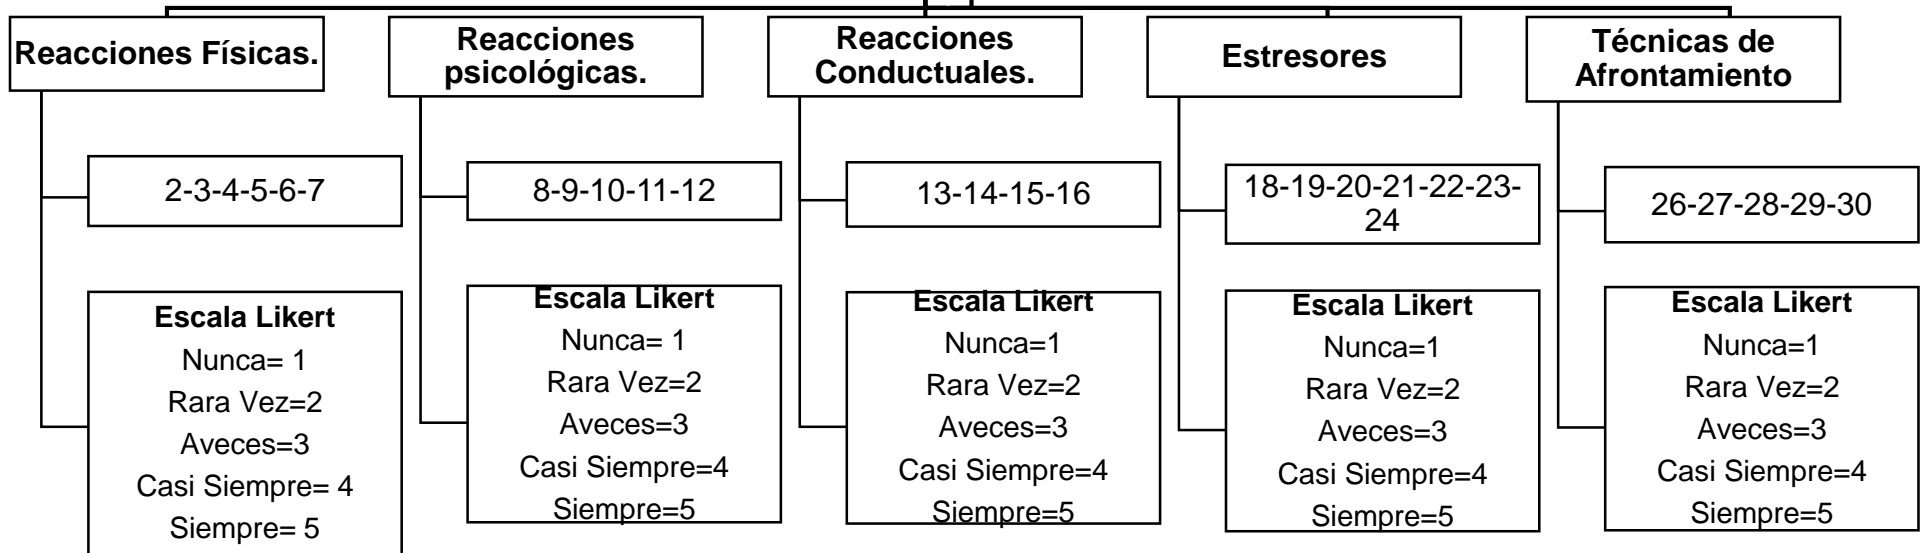 Reacciones Físicas.
Reacciones
psicológicas.
Reacciones
Conductuales.
Estresores
Técnicas de
Afrontamiento
2-3-4-5-6-7
8-9-10-11-12
13-14-15-16
18-19-20-21-22-23-
24
26-27-28-29-30
Escala Likert
Nunca= 1
Rara Vez=2
Aveces=3
Casi Siempre= 4
Siempre= 5
Escala Likert
Nunca= 1
Rara Vez=2
Aveces=3
Casi Siempre=4
Siempre=5
Escala Likert
Nunca=1
Rara Vez=2
Aveces=3
Casi Siempre=4
Siempre=5
Escala Likert
Nunca=1
Rara Vez=2
Aveces=3
Casi Siempre=4
Siempre=5
Escala Likert
Nunca=1
Rara Vez=2
Aveces=3
Casi Siempre=4
Siempre=5